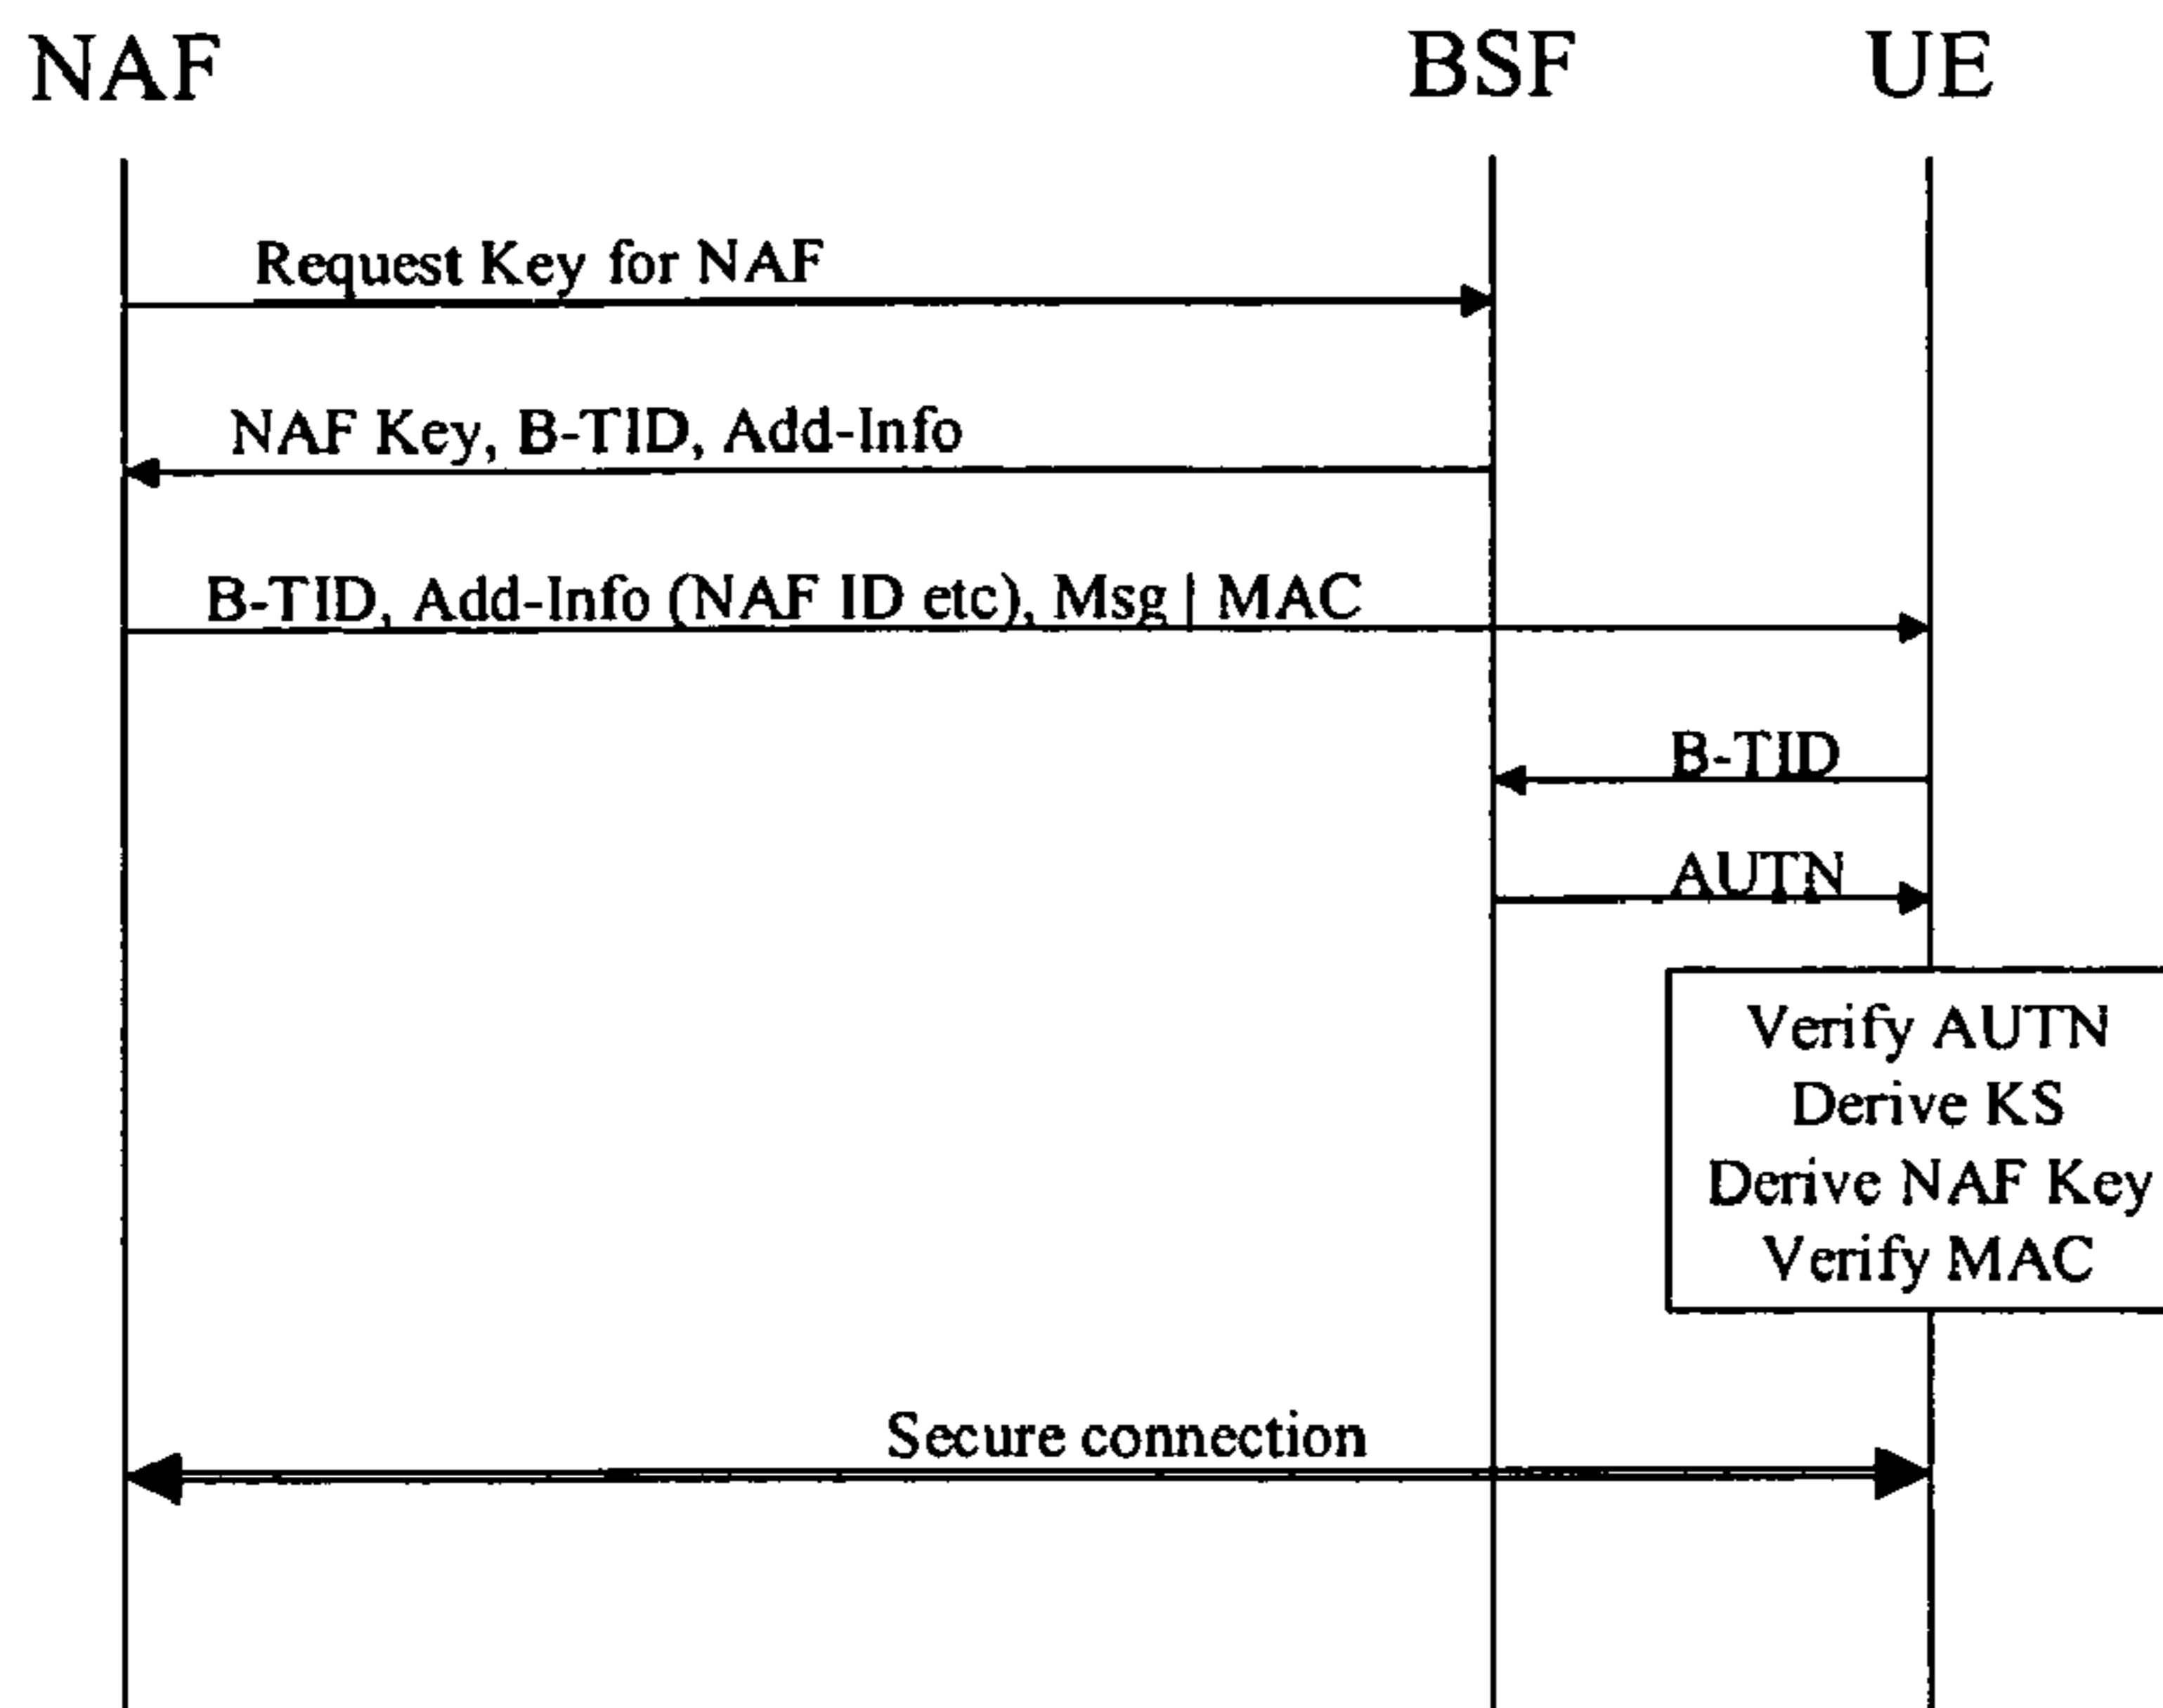 NAF BSF UE
Request Key for NAF
NAF Key, B-TID, Add-Info
B-TID, Add-Info (NAF ID etc), Msg | MAC
B-TID
AUTN
Verify AUTN
Derive KS
Derive NAF Key
Verify MAC
Secure connection